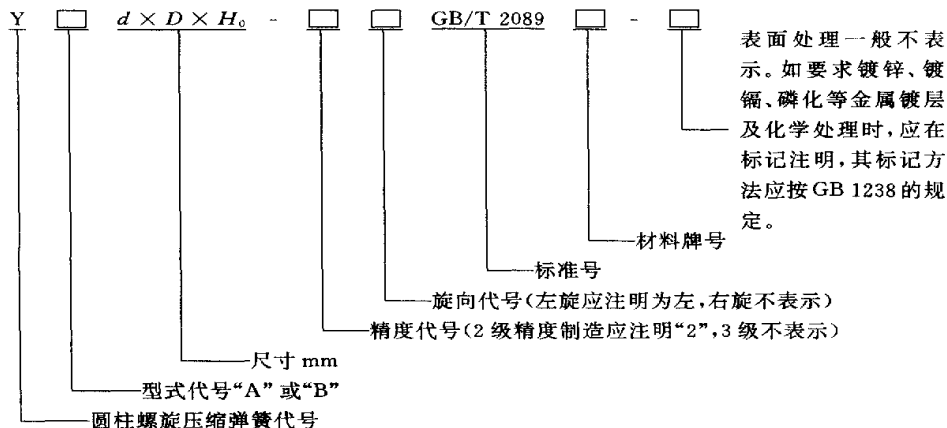 Y □ d × D × H₀ - □ □ GB/T 2089 □ - □
表面处理一般不表
示。如要求镀锌、镀
镉、磷化等金属镀层
及化学处理时，应在
标记注明，其标记方
法应按GB 1238的规
定。
材料牌号
标准号
旋向代号(左旋应注明为左，右旋不表示)
精度代号(2级精度制造应注明“2”，3级不表示)
尺寸 mm
型式代号“A”或“B”
圆柱螺旋压缩弹簧代号